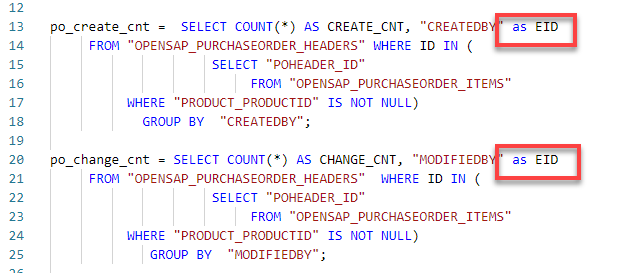 12
13 po_create_cnt = SELECT COUNT(*) AS CREATE_CNT, "CREATEDBY" as EID
14 FROM "OPENSAP_PURCHASEORDER_HEADERS" WHERE ID IN (
15 SELECT "POHEADER_ID"
16 FROM "OPENSAP_PURCHASEORDER_ITEMS"
17 WHERE "PRODUCT_PRODUCTID" IS NOT NULL)
18 GROUP BY "CREATEDBY";
19
20 po_change_cnt = SELECT COUNT(*) AS CHANGE_CNT, "MODIFIEDBY" as EID
21 FROM "OPENSAP_PURCHASEORDER_HEADERS" WHERE ID IN (
22 SELECT "POHEADER_ID"
23 FROM "OPENSAP_PURCHASEORDER_ITEMS"
24 WHERE "PRODUCT_PRODUCTID" IS NOT NULL)
25 GROUP BY "MODIFIEDBY";